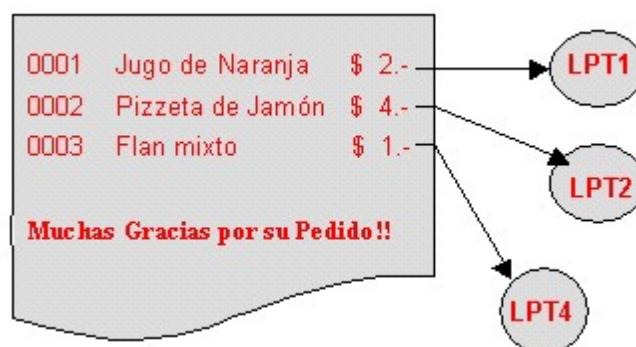 0001 Jugo de Naranja $ 2.-
LPT1
0002 Pizzeta de Jamón $ 4.-
0003 Flan mixto $ 1.-
LPT2
Muchas Gracias por su Pedido!!
LPT4